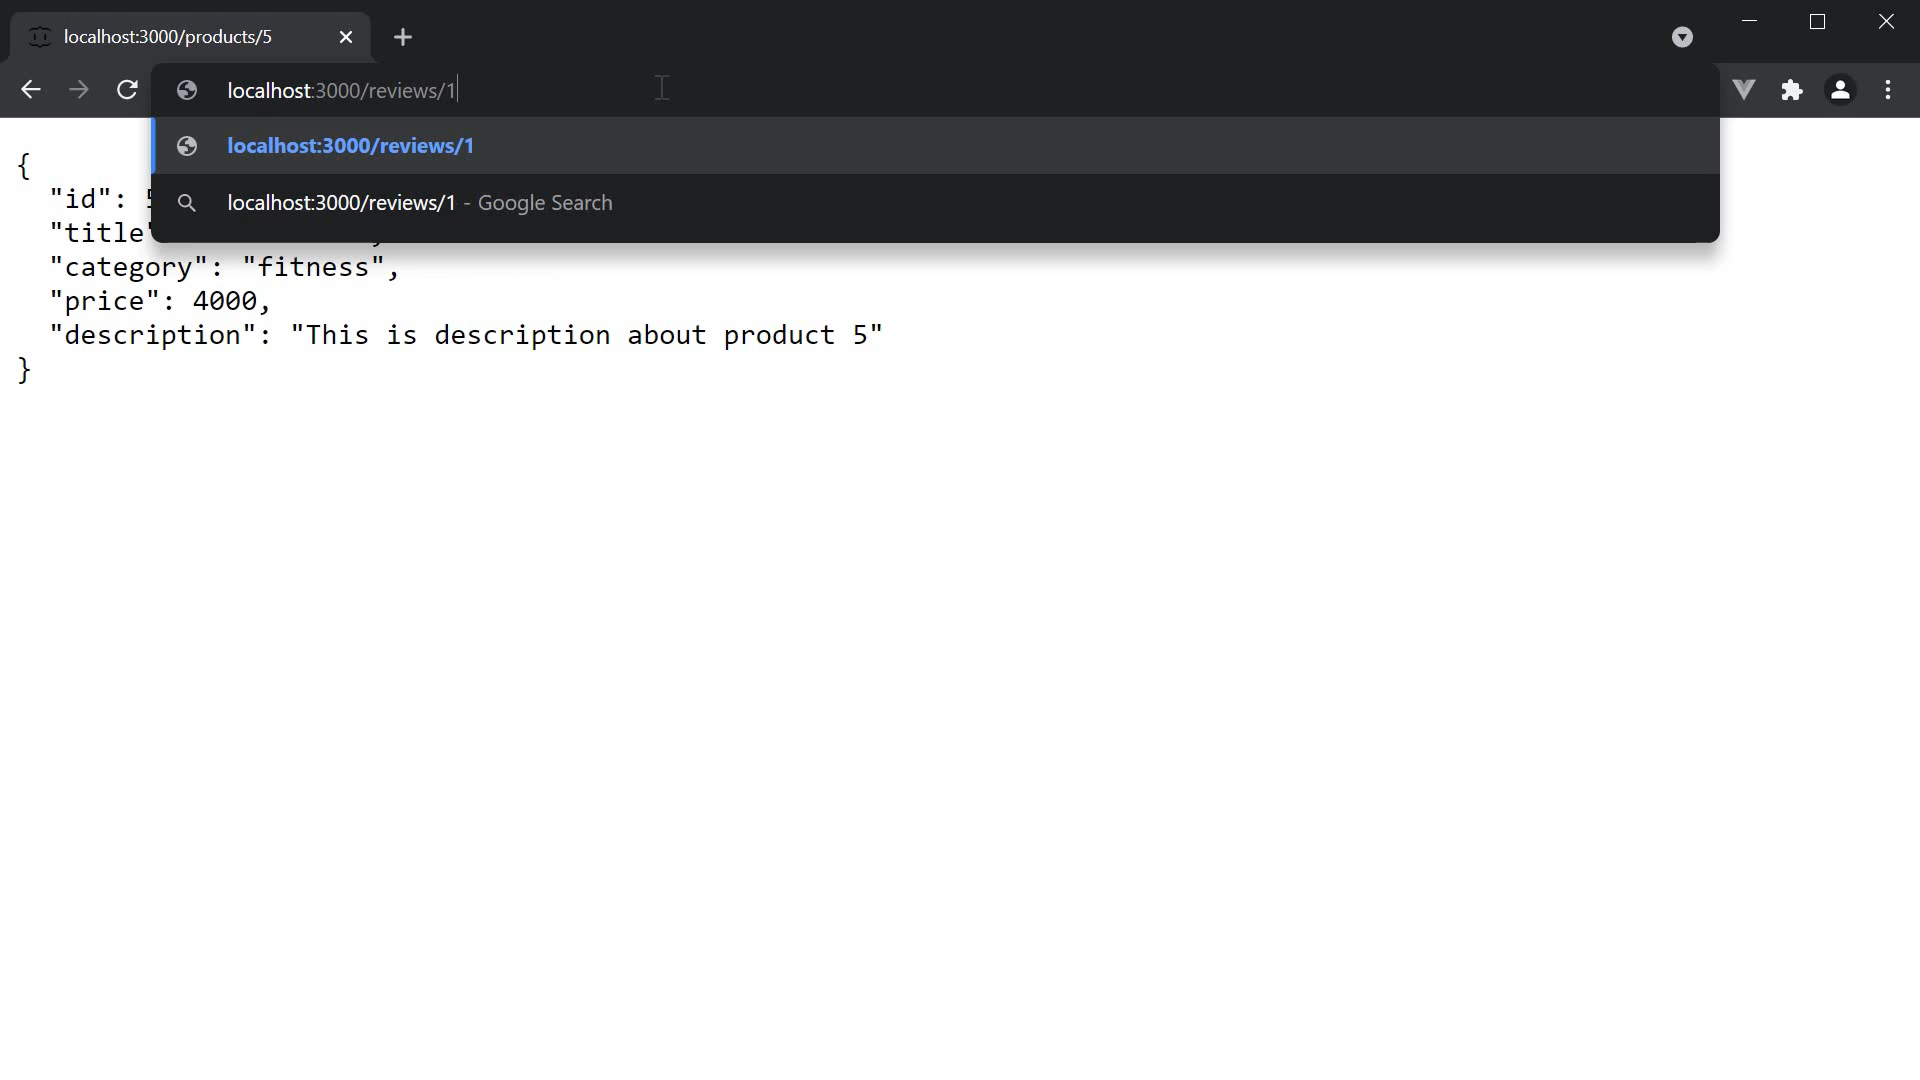 localhost:3000/products/5
localhost:3000/reviews/1
localhost:3000/reviews/1
localhost:3000/reviews/1 - Google Search
{
"id":
"title"
"category": "fitness",
"price": 4000,
"description": "This is description about product 5"
}